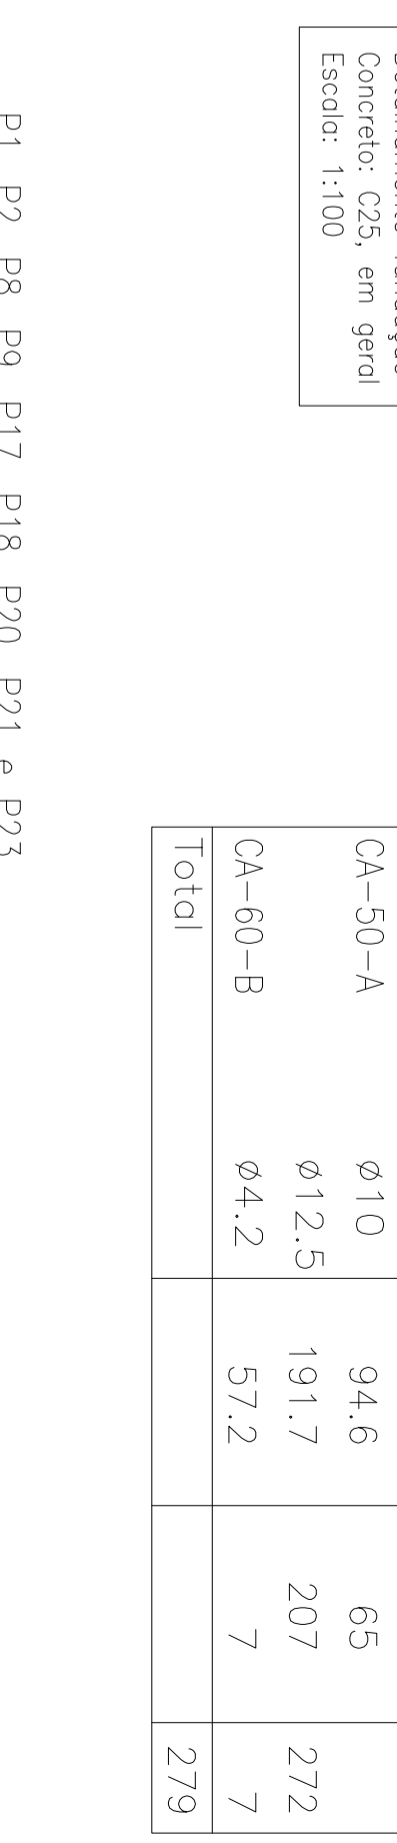 Concreto: C25, em geral
Escala: 1:100
CA-50-A ø10 94.6 65
ø12.5 191.7 207 272
CA-60-B ø4.2 57.2 7 7
Total 279
P1 P2 P8 P9 P17 P18 P20 P21 e P23